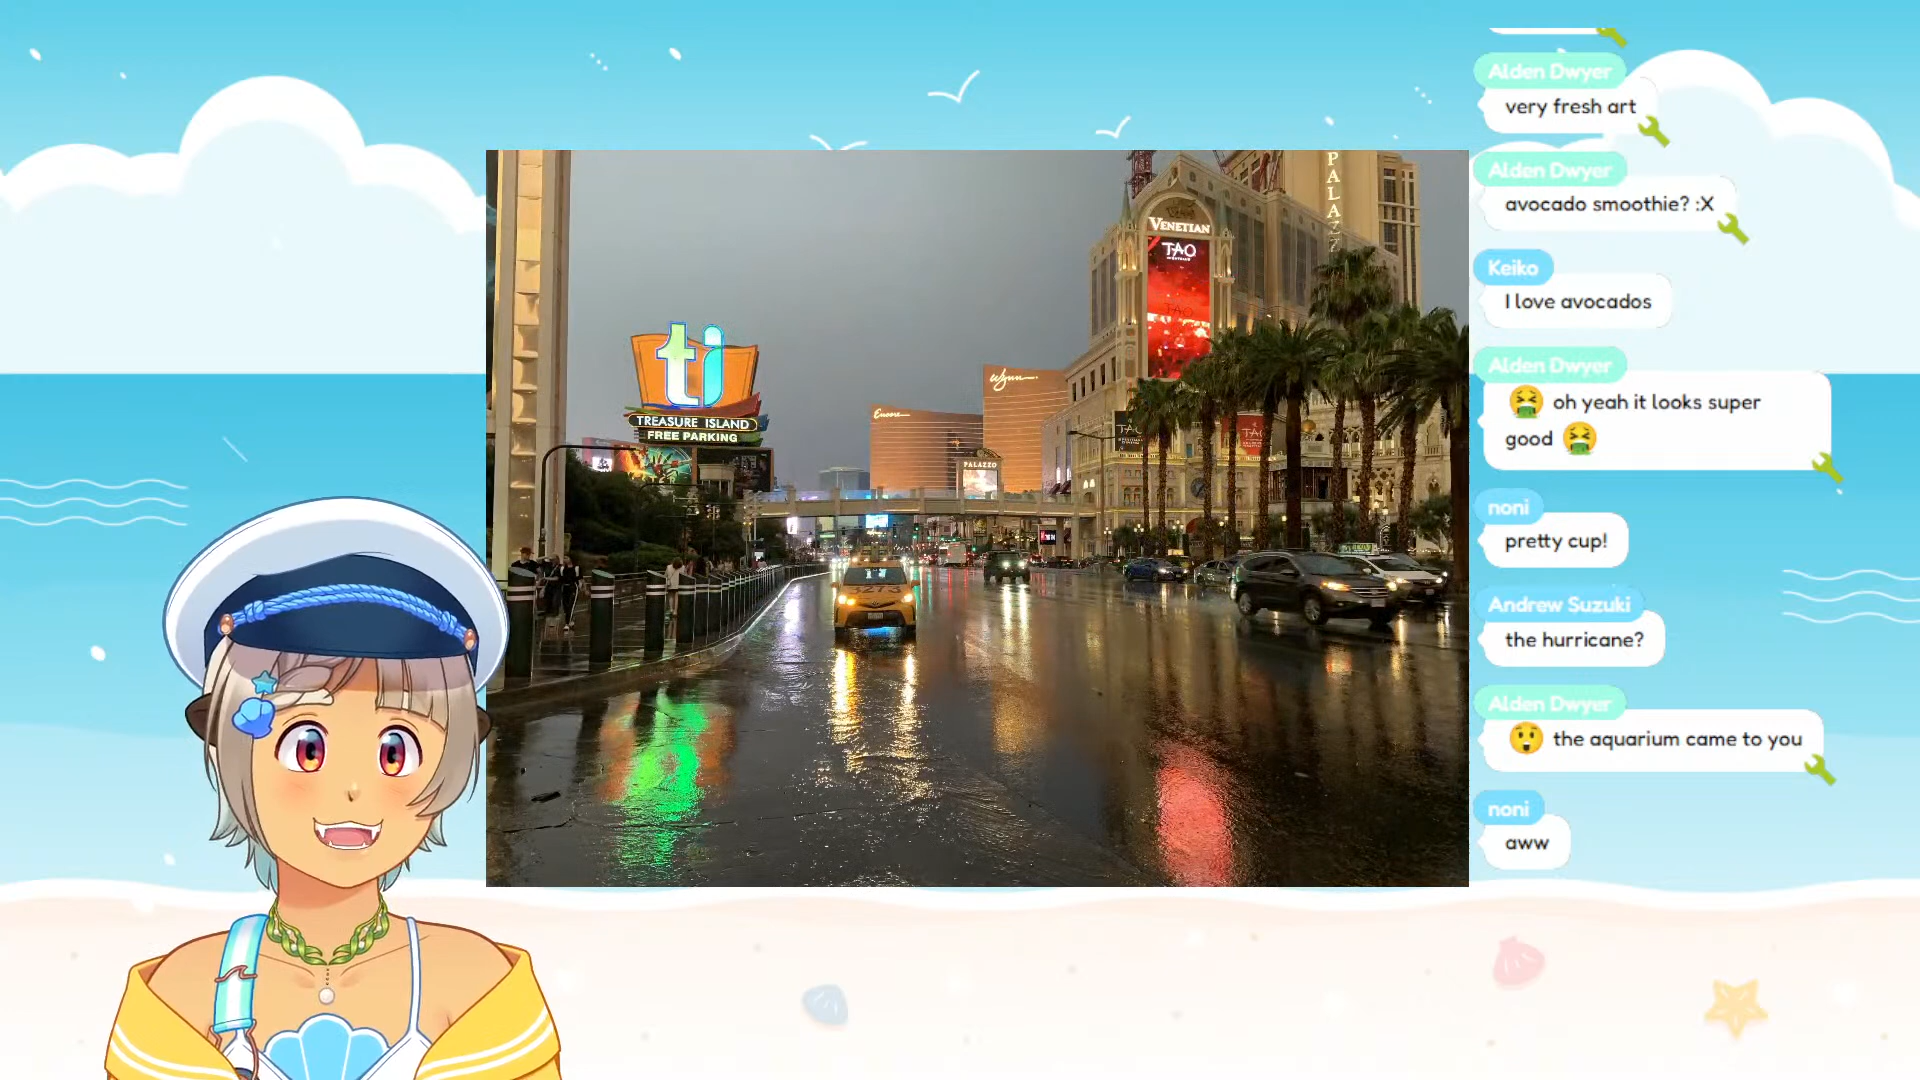 ti
TREASURE ISLAND
FREE PARKING
Encore
Wynn
PALAZZO
VENETIAN
TAO
PALAZZ
3273
Alden Dwyer
very fresh art
Alden Dwyer
avocado smoothie? :X
Keiko
I love avocados
Alden Dwyer
🤮 oh yeah it looks super
good 🤮
noni
pretty cup!
Andrew Suzuki
the hurricane?
Alden Dwyer
😲 the aquarium came to you
noni
aww